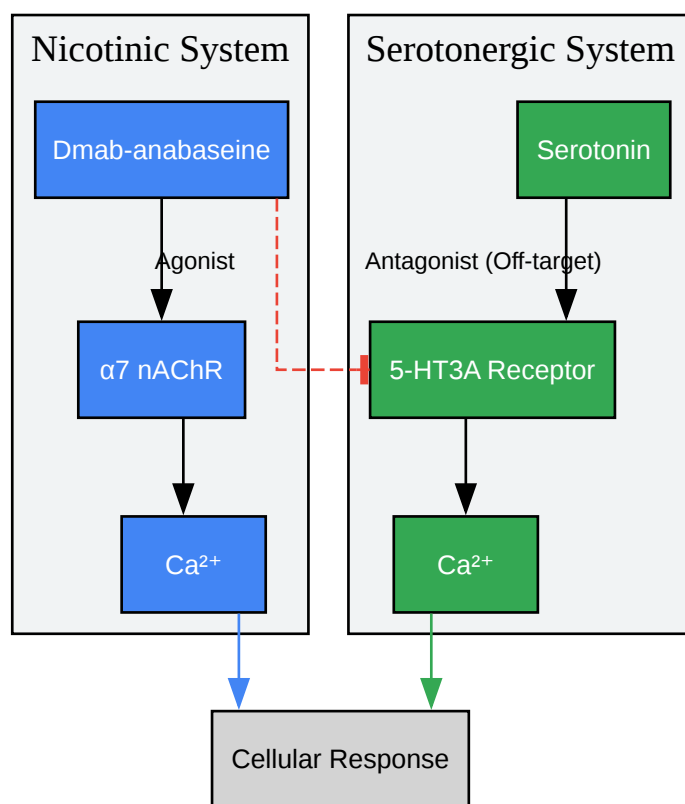 Nicotinic System
Serotonergic System
Dmab-anabaseine
Serotonin
Agonist
Antagonist (Off-target)
α7 nAChR
5-HT3A Receptor
Ca²⁺
Ca²⁺
Cellular Response